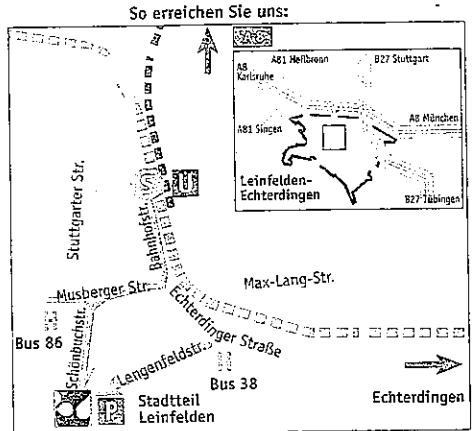 So erreichen Sie uns:
A8
A8
Karlsruhe
A81 Heilbronn
B27 Stuttgart
A81 Singen
A8 München
Leinfelden-
Echterdingen
B27 Tübingen
Stuttgarter Str.
Bahnhofstr.
S
U
Max-Lang-Str.
Musberger Str.
Echterdinger Straße
Schönbuchstr.
Bus 86
Lengenfeldstr.
Bus 38
Echterdingen
P
Stadtteil
Leinfelden